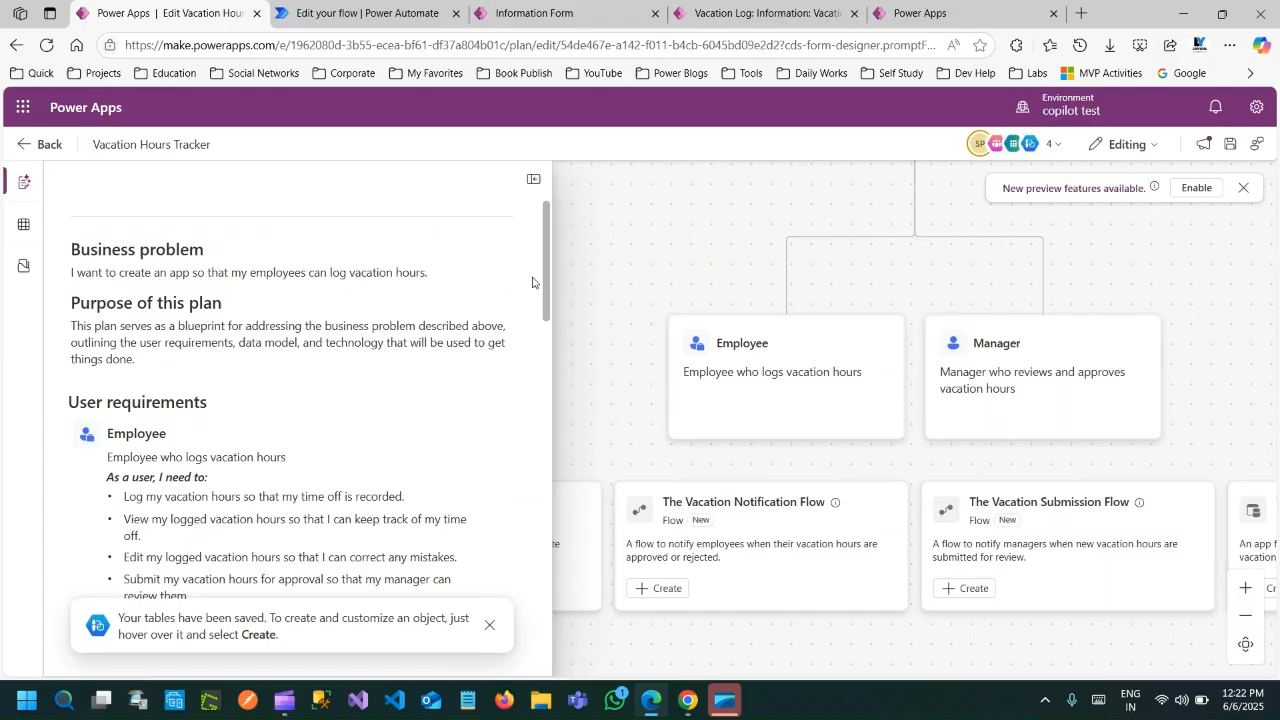 Power Apps | Edit Vacation Hour
Edit your flow | Power Automate
Information Form
Vacation Log: Information: Vacatio
Power Apps
https://make.powerapps.com/e/1962080d-3b55-ecea-bf61-df37a804b01c/plan/edit/54de467e-a142-f011-b4cb-6045bd09e2d2?cds-form-designer.promptF...
Quick
Projects
Education
Social Networks
Corporate
My Favorites
Book Publish
YouTube
Power Blogs
Tools
Daily Works
Self Study
Dev Help
Labs
MVP Activities
Google
Power Apps
Environment
copilot test
Back
Vacation Hours Tracker
SP
4
Editing
New preview features available.
Enable
Business problem
I want to create an app so that my employees can log vacation hours.
Purpose of this plan
This plan serves as a blueprint for addressing the business problem described above,
outlining the user requirements, data model, and technology that will be used to get
things done.
User requirements
Employee
Employee who logs vacation hours
As a user, I need to:
• Log my vacation hours so that my time off is recorded.
• View my logged vacation hours so that I can keep track of my time
off.
• Edit my logged vacation hours so that I can correct any mistakes.
• Submit my vacation hours for approval so that my manager can
review them.
Your tables have been saved. To create and customize an object, just
hover over it and select Create.
Employee
Employee who logs vacation hours
Manager
Manager who reviews and approves
vacation hours
The Vacation Notification Flow
Flow New
A flow to notify employees when their vacation hours are
approved or rejected.
Create
The Vacation Submission Flow
Flow New
A flow to notify managers when new vacation hours are
submitted for review.
Create
An app f
vacation
Cr
1
ENG
IN
12:22 PM
6/6/2025